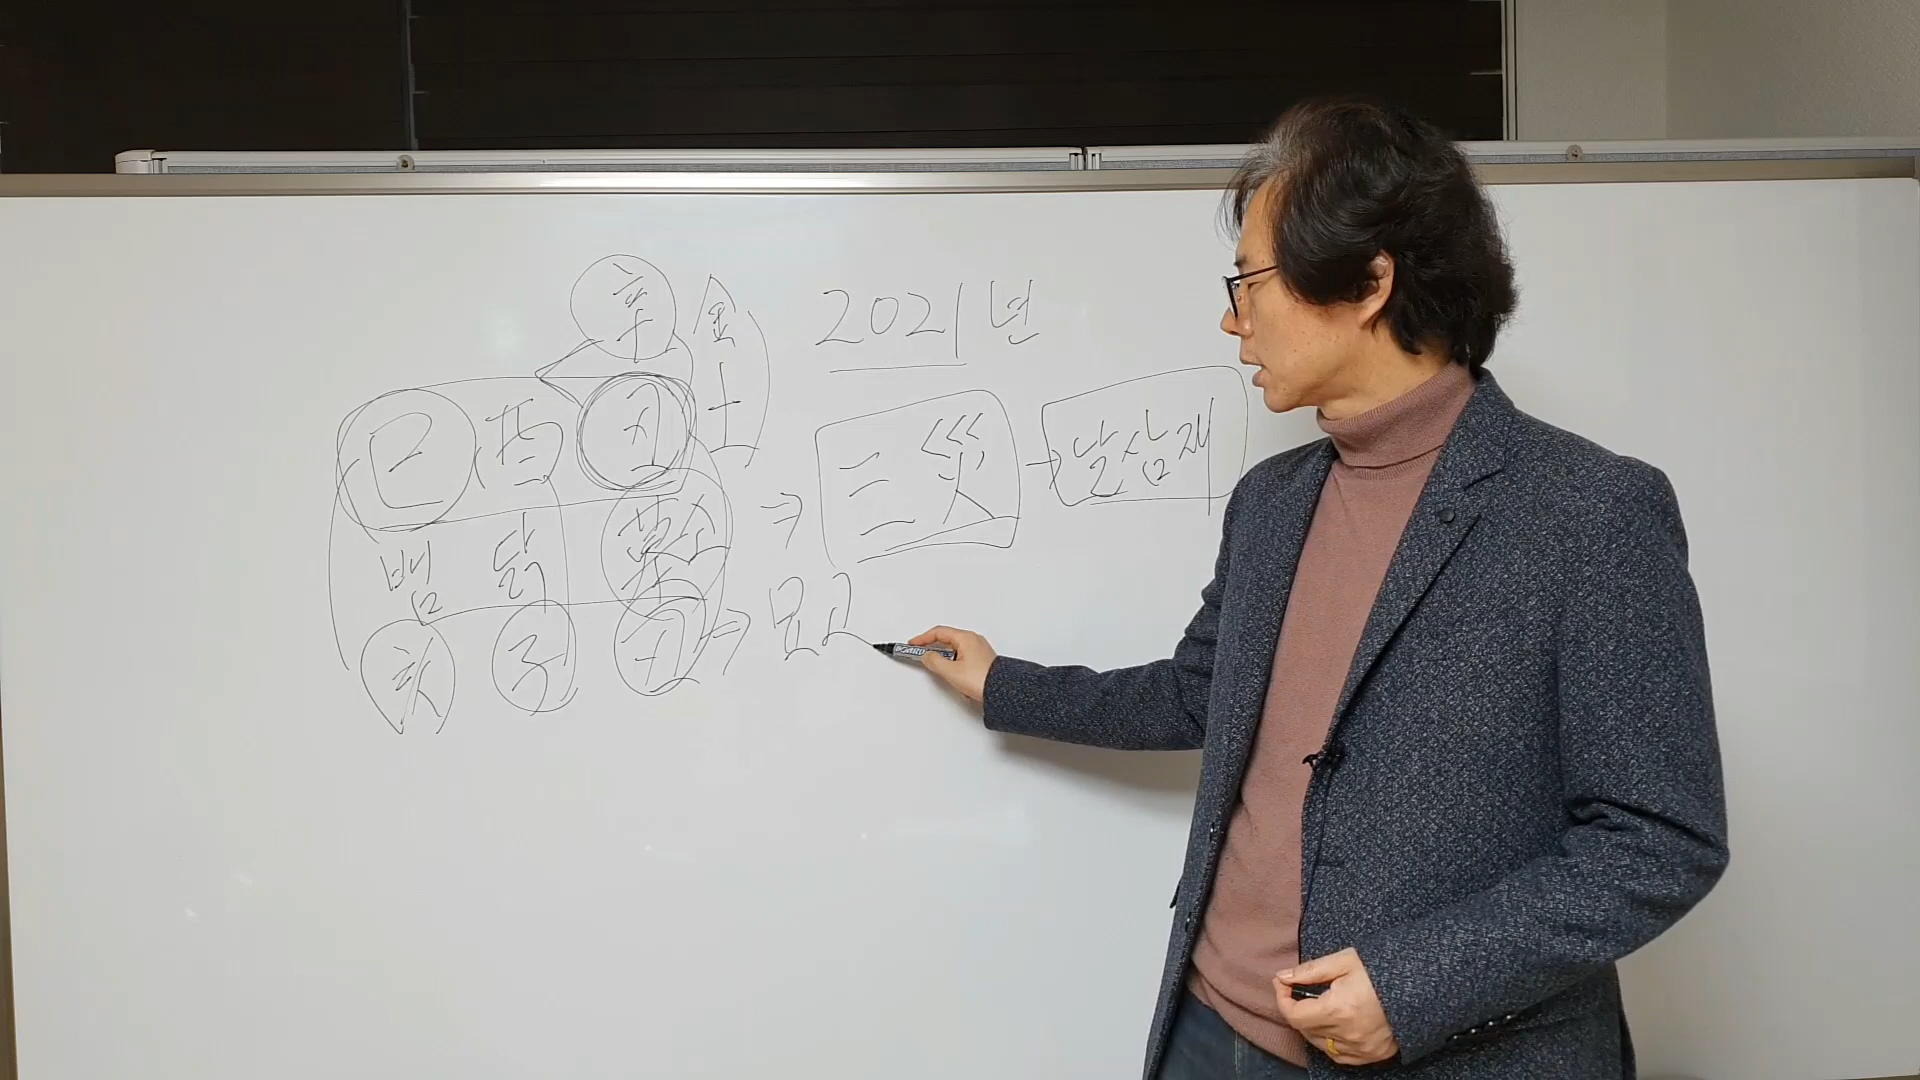 辛 金 2021년
巳 酉 丑 土
三災 → 날삼재
뱀 닭 소 ⇒
亥 子 丑 ⇒ 묘고